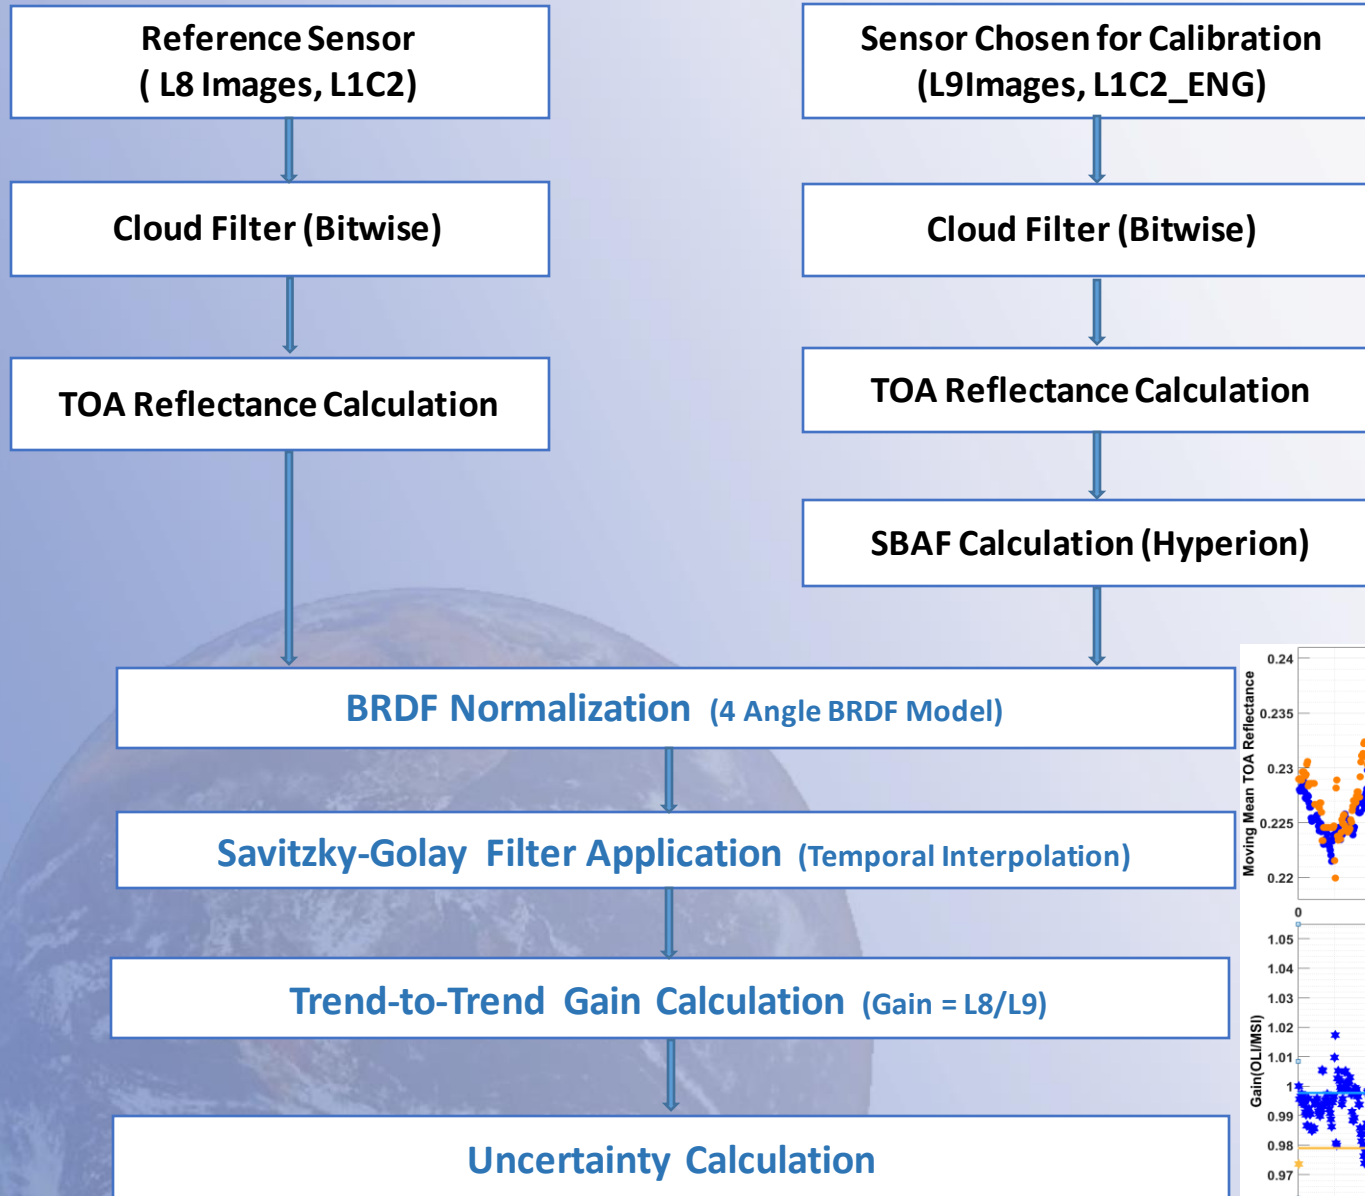 Reference Sensor
( L8 Images, L1C2)
Sensor Chosen for Calibration
(L9Images, L1C2_ENG)
Cloud Filter (Bitwise)
Cloud Filter (Bitwise)
TOA Reflectance Calculation
TOA Reflectance Calculation
SBAF Calculation (Hyperion)
BRDF Normalization (4 Angle BRDF Model)
Savitzky-Golay Filter Application (Temporal Interpolation)
Trend-to-Trend Gain Calculation (Gain = L8/L9)
Uncertainty Calculation
Moving Mean TOA Reflectance
0.24
0.235
0.23
0.225
0.22
0
Gain(OLI/MSI)
1.05
1.04
1.03
1.02
1.01
1
0.99
0.98
0.97